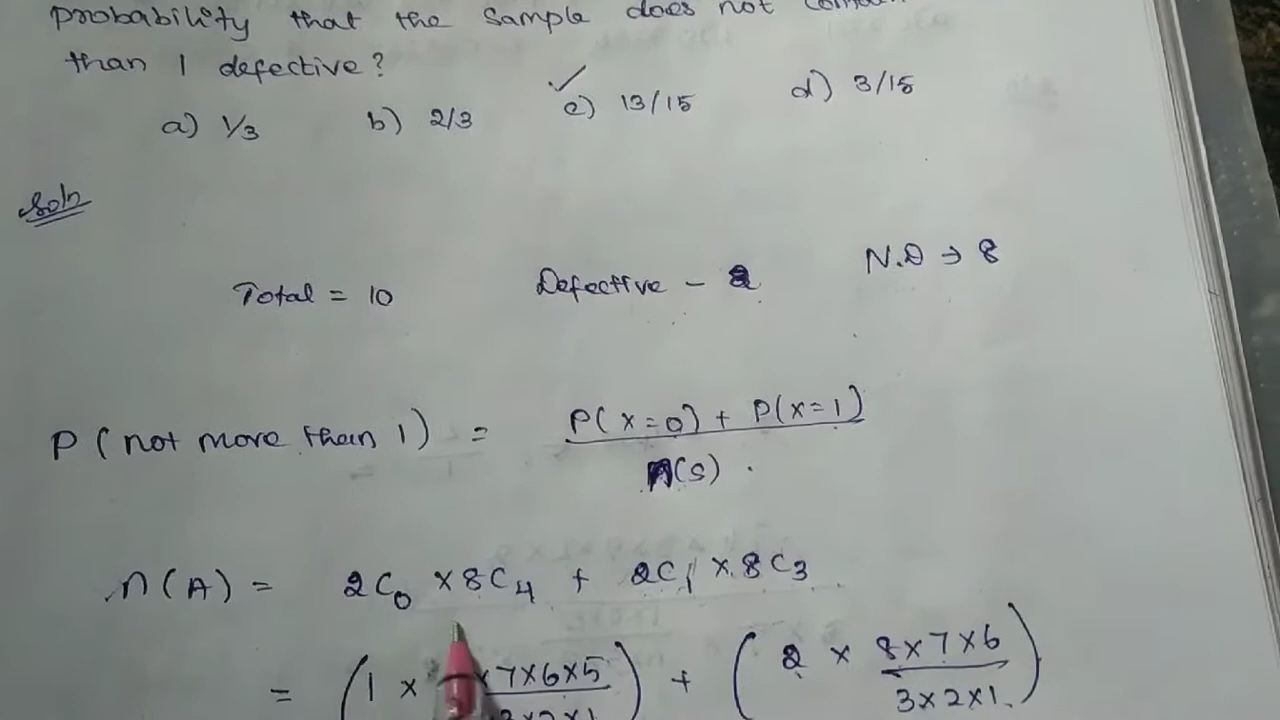 probability that the sample does not
than 1 defective?
a) 1/3 b) 2/3 c) 13/15 d) 3/15
Soln
Total = 10 Defective - 2 N.D → 8
P(x=0) + P(x=1)
P ( not more than 1 ) =
n(S) .
n(A) = 2C₀ × 8C₄ + 2C₁ × 8C₃
= ( 1 × ×7×6×5 ) + ( 2 × 8×7×6 )
3×2×1